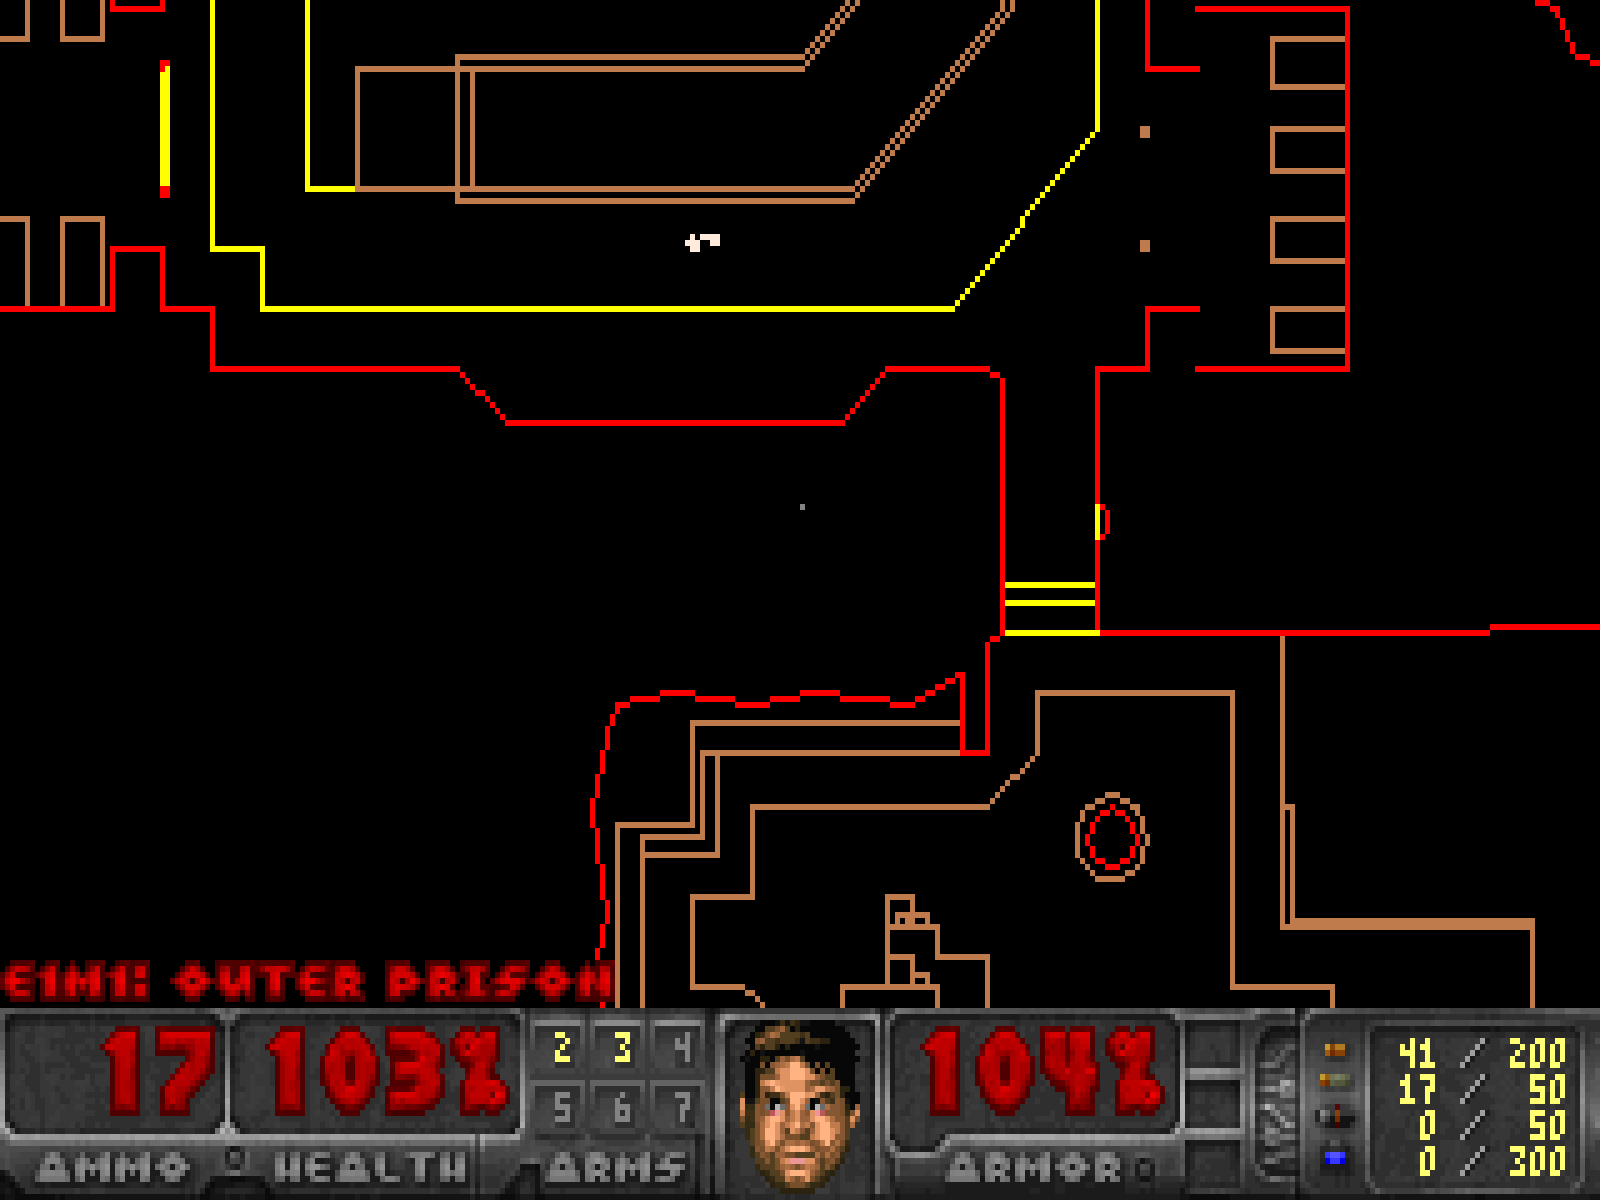 E1M1: OUTER PRISON
17 103% 2 3 4 104% 41 / 200
5 6 7 17 / 50
0 / 50
AMMO HEALTH ARMS ARMOR 0 / 300